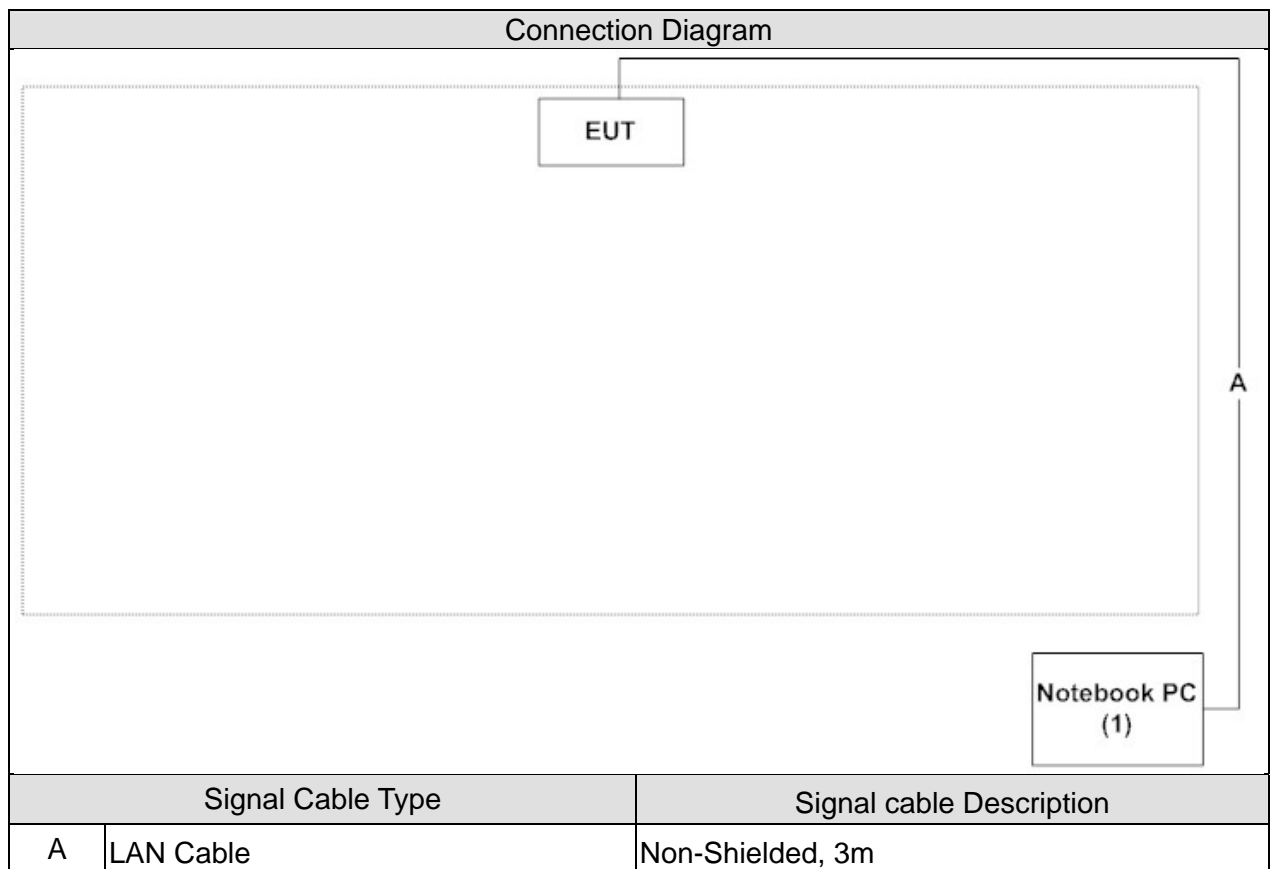 Connection Diagram
EUT
A
Notebook PC
(1)
Signal Cable Type Signal cable Description
A LAN Cable Non-Shielded, 3m